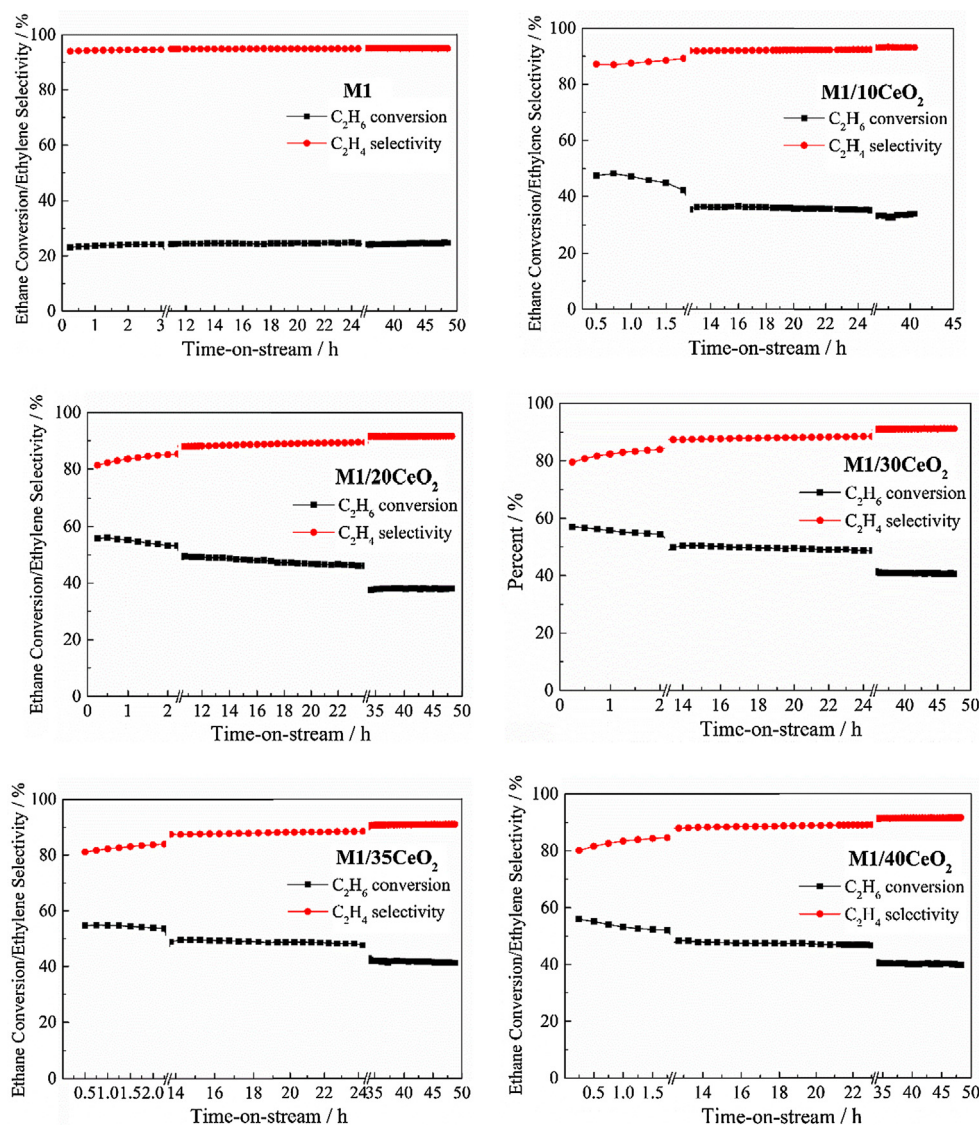 Ethane Conversion/Ethylene Selectivity / %
100
80
60
40
20
0
M1
C₂H₆ conversion
C₂H₄ selectivity
0 1 2 3 12 14 16 18 20 22 24 40 45 50
Time-on-stream / h
Ethane Conversion/Ethylene Selectivity / %
100
80
60
40
20
0
M1/10CeO₂
C₂H₆ conversion
C₂H₄ selectivity
0.5 1.0 1.5 14 16 18 20 22 24 40 45
Time-on-stream / h
Ethane Conversion/Ethylene Selectivity / %
100
80
60
40
20
0
M1/20CeO₂
C₂H₆ conversion
C₂H₄ selectivity
0 1 2 12 14 16 18 20 22 35 40 45 50
Time-on-stream / h
Percent / %
100
80
60
40
20
0
M1/30CeO₂
C₂H₆ conversion
C₂H₄ selectivity
0 1 2 14 16 18 20 22 24 40 45 50
Time-on-stream / h
Ethane Conversion/Ethylene Selectivity / %
100
80
60
40
20
0
M1/35CeO₂
C₂H₆ conversion
C₂H₄ selectivity
0.5 1.0 1.5 2.0 14 16 18 20 22 24 35 40 45 50
Time-on-stream / h
Ethane Conversion/Ethylene Selectivity / %
100
80
60
40
20
0
M1/40CeO₂
C₂H₆ conversion
C₂H₄ selectivity
0.5 1.0 1.5 14 16 18 20 22 35 40 45 50
Time-on-stream / h